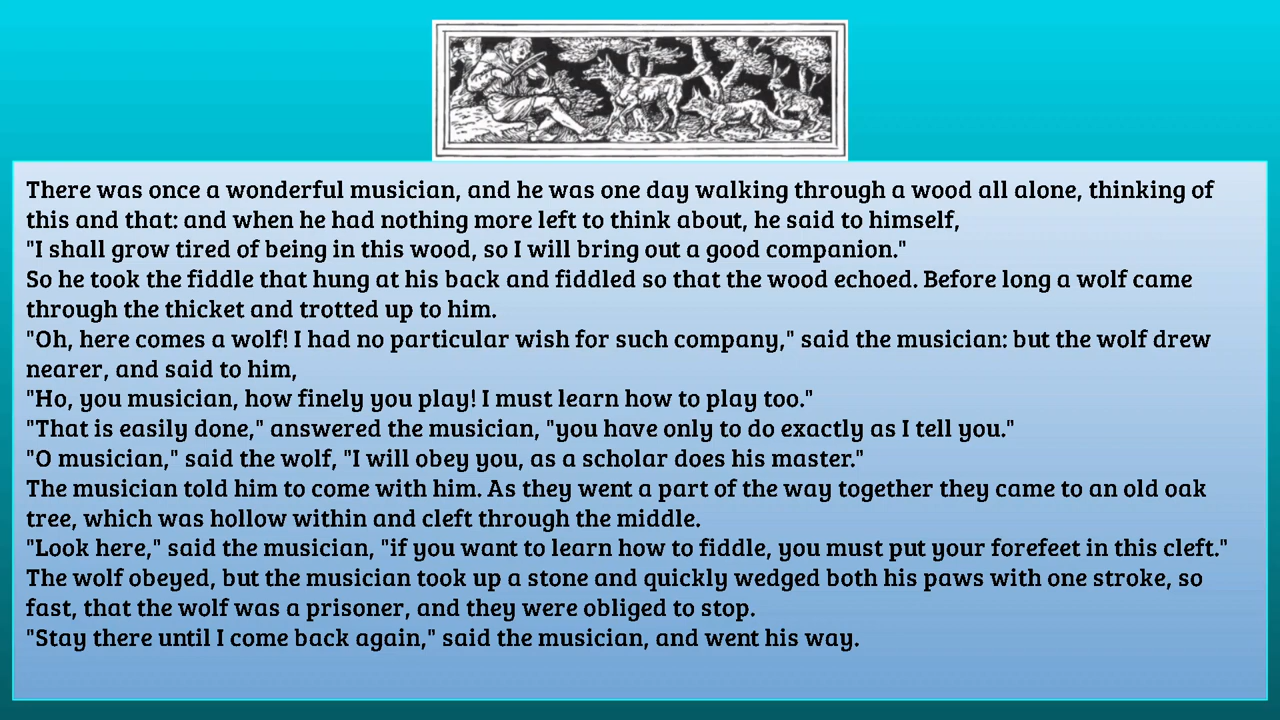 There was once a wonderful musician, and he was one day walking through a wood all alone, thinking of
this and that: and when he had nothing more left to think about, he said to himself,
"I shall grow tired of being in this wood, so I will bring out a good companion."
So he took the fiddle that hung at his back and fiddled so that the wood echoed. Before long a wolf came
through the thicket and trotted up to him.
"Oh, here comes a wolf! I had no particular wish for such company," said the musician: but the wolf drew
nearer, and said to him,
"Ho, you musician, how finely you play! I must learn how to play too."
"That is easily done," answered the musician, "you have only to do exactly as I tell you."
"O musician," said the wolf, "I will obey you, as a scholar does his master."
The musician told him to come with him. As they went a part of the way together they came to an old oak
tree, which was hollow within and cleft through the middle.
"Look here," said the musician, "if you want to learn how to fiddle, you must put your forefeet in this cleft."
The wolf obeyed, but the musician took up a stone and quickly wedged both his paws with one stroke, so
fast, that the wolf was a prisoner, and they were obliged to stop.
"Stay there until I come back again," said the musician, and went his way.